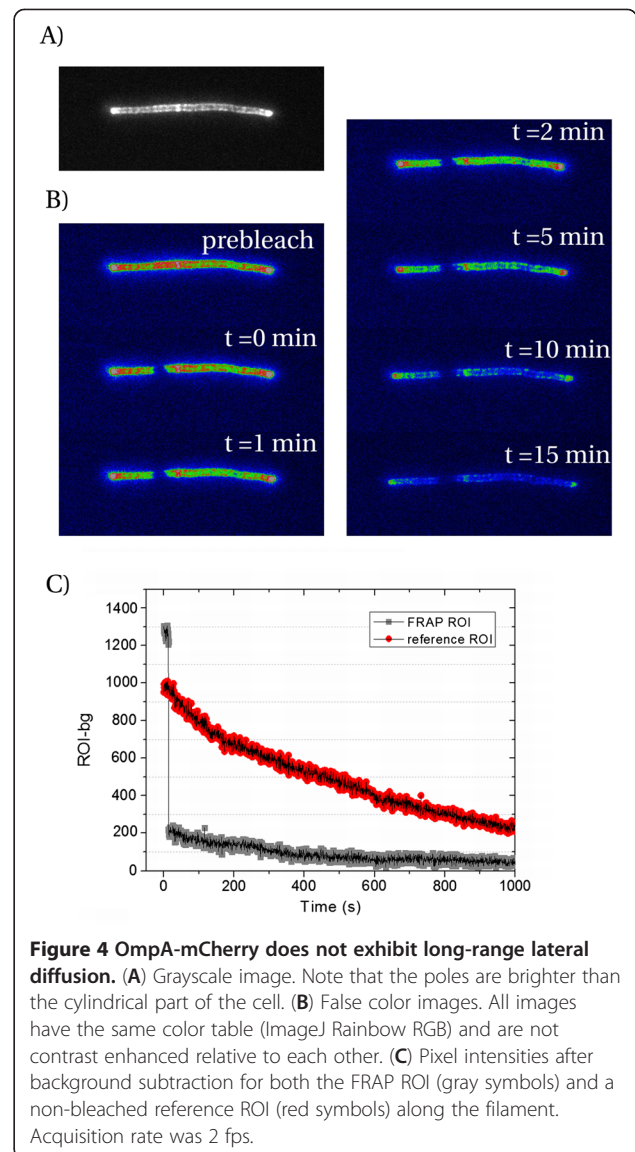 A)
B)
prebleach
t =0 min
t =1 min
t =2 min
t =5 min
t =10 min
t =15 min
C)
1400
1200
1000
800
600
400
200
0
ROI-bg
FRAP ROI
reference ROI
0 200 400 600 800 1000
Time (s)
Figure 4 OmpA-mCherry does not exhibit long-range lateral
diffusion. (A) Grayscale image. Note that the poles are brighter than
the cylindrical part of the cell. (B) False color images. All images
have the same color table (ImageJ Rainbow RGB) and are not
contrast enhanced relative to each other. (C) Pixel intensities after
background subtraction for both the FRAP ROI (gray symbols) and a
non-bleached reference ROI (red symbols) along the filament.
Acquisition rate was 2 fps.